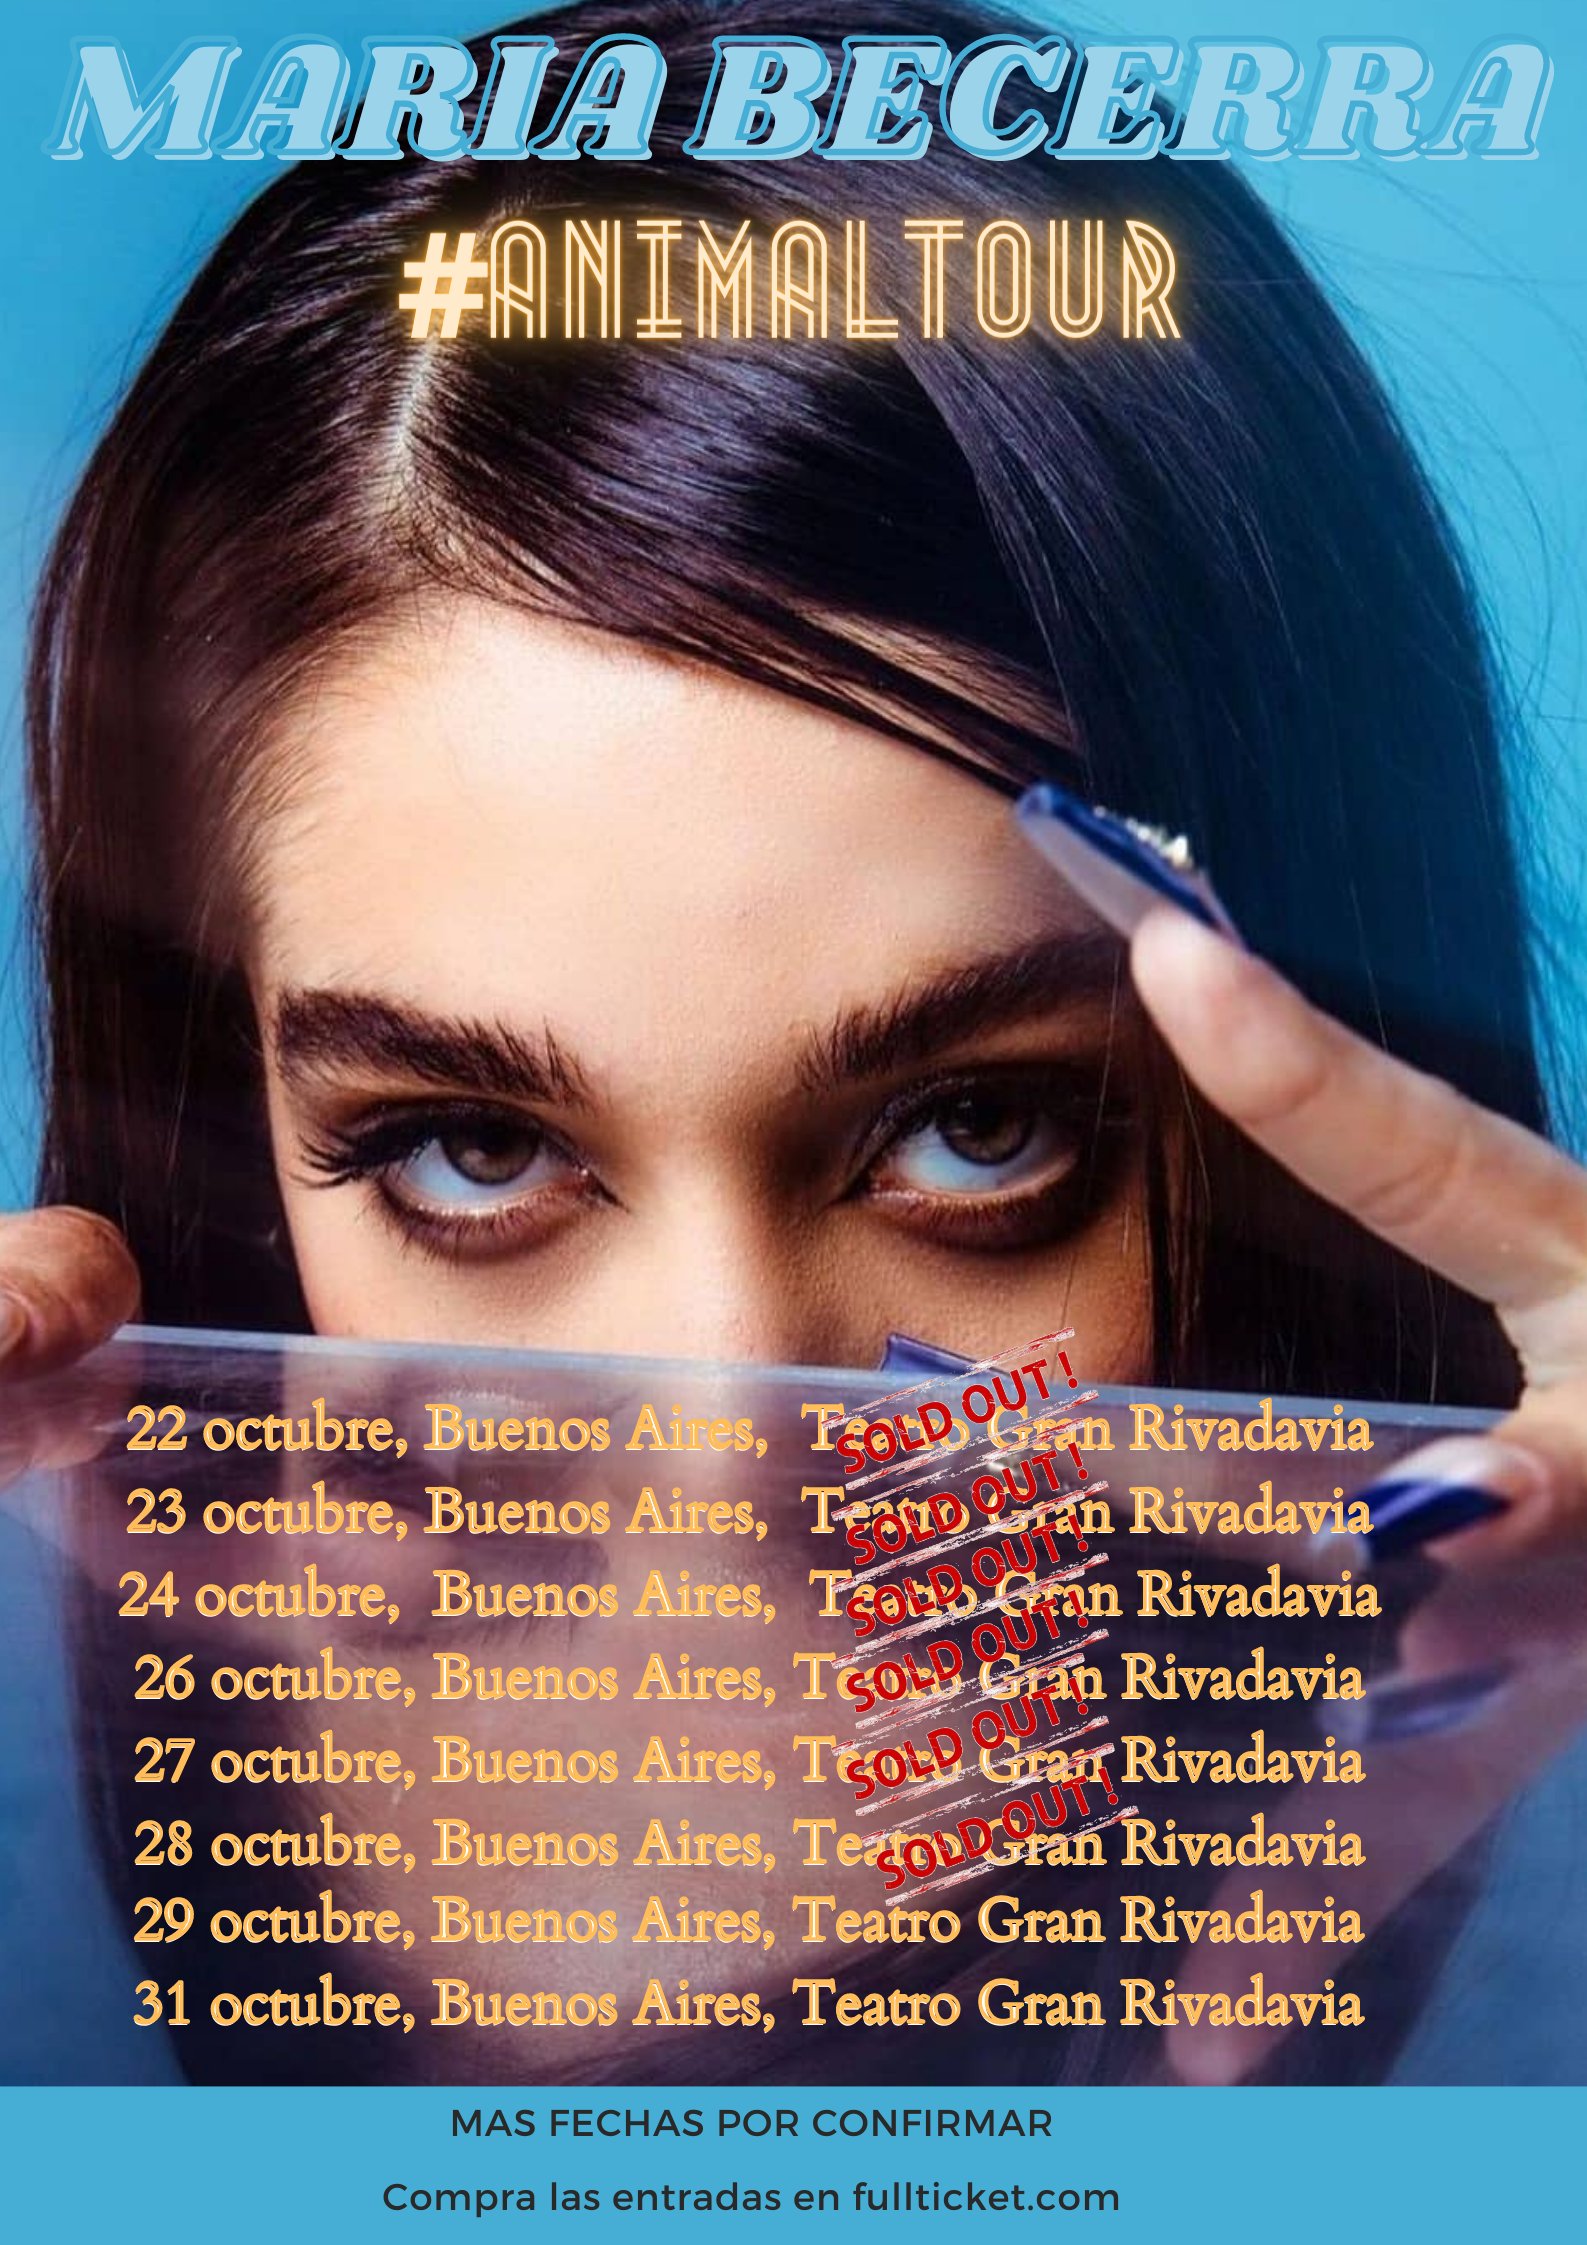 MARIA BECERRA
#ANIMALTOUR
22 octubre, Buenos Aires, Teatro Gran Rivadavia
SOLD OUT!
23 octubre, Buenos Aires, Teatro Gran Rivadavia
SOLD OUT!
24 octubre, Buenos Aires, Teatro Gran Rivadavia
SOLD OUT!
26 octubre, Buenos Aires, Teatro Gran Rivadavia
SOLD OUT!
27 octubre, Buenos Aires, Teatro Gran Rivadavia
SOLD OUT!
28 octubre, Buenos Aires, Teatro Gran Rivadavia
SOLD OUT!
29 octubre, Buenos Aires, Teatro Gran Rivadavia
31 octubre, Buenos Aires, Teatro Gran Rivadavia
MAS FECHAS POR CONFIRMAR
Compra las entradas en fullticket.com